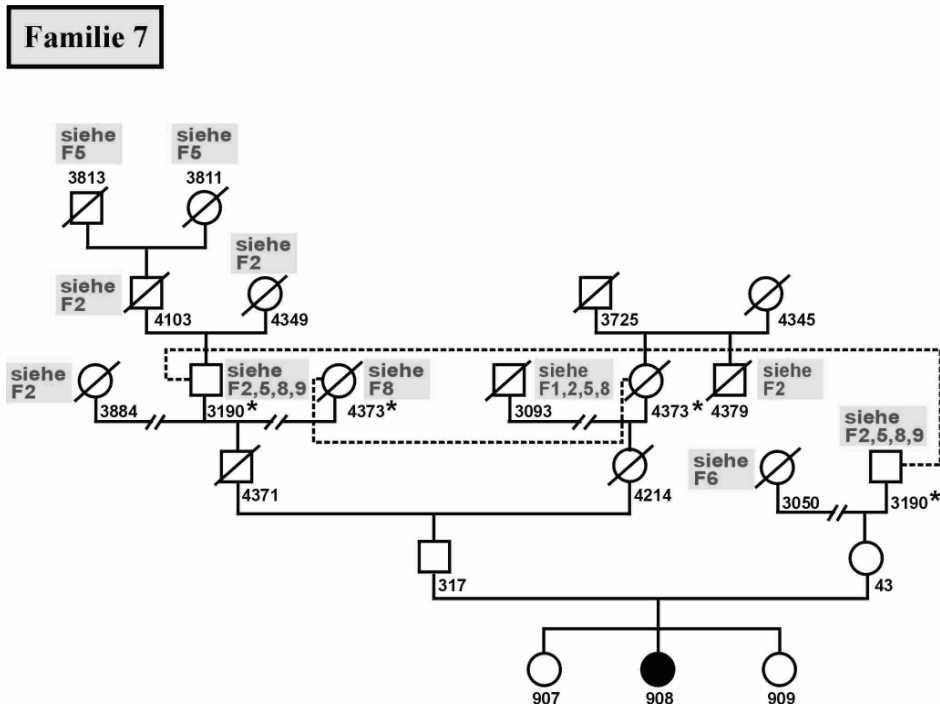 Familie 7
siehe
F5
siehe
F5
3813
3811
siehe
F2
siehe
F2
4103
4349
3725
4345
siehe
F2
siehe
F2,5,8,9
siehe
F8
siehe
F1,2,5,8
siehe
F2
3884
3190*
4373*
3093
4373 *
4379
siehe
F2,5,8,9
siehe
F6
4371
4214
3050
3190*
317
43
907
908
909